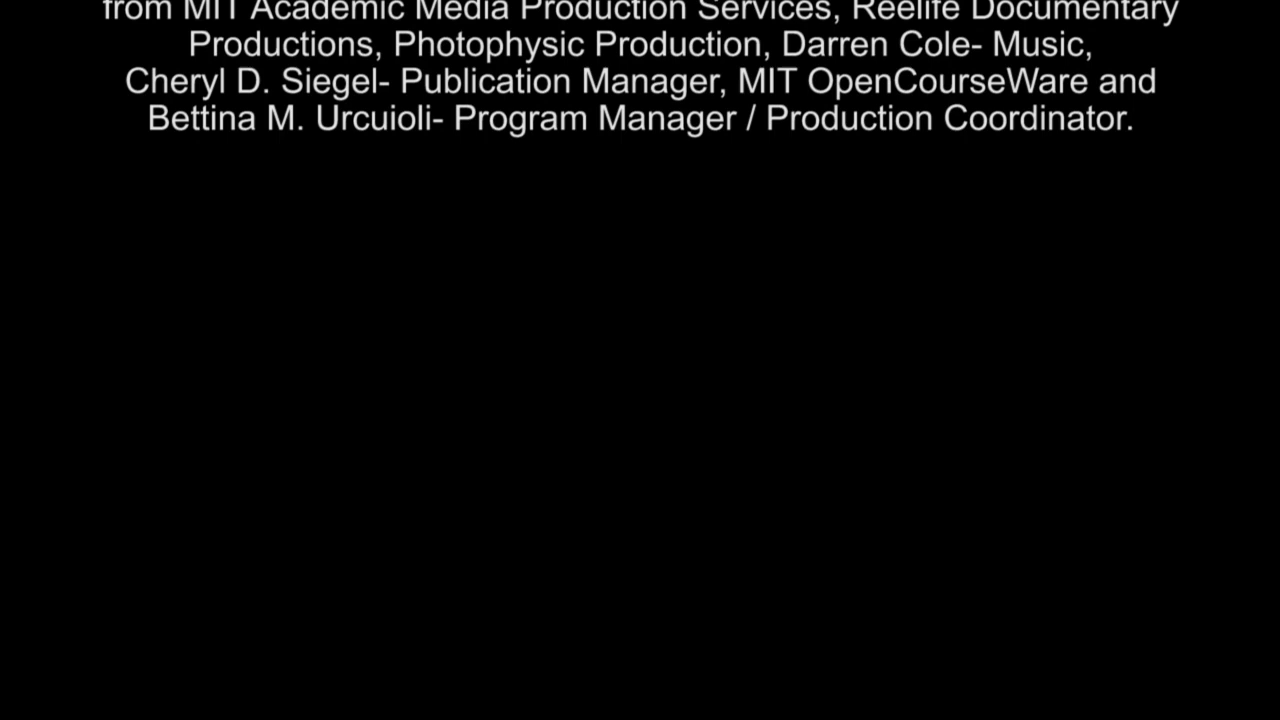 from MIT Academic Media Production Services, Reelife Documentary
Productions, Photophysic Production, Darren Cole- Music,
Cheryl D. Siegel- Publication Manager, MIT OpenCourseWare and
Bettina M. Urcuioli- Program Manager / Production Coordinator.